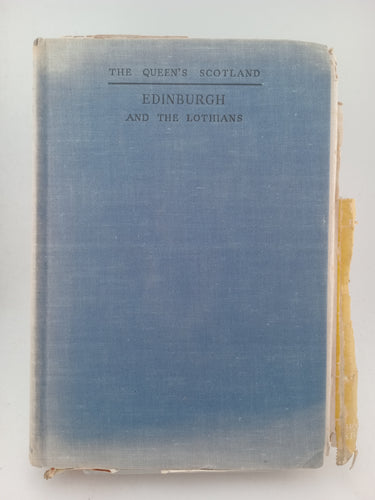 THE QUEEN'S SCOTLAND
EDINBURGH
AND THE LOTHIANS